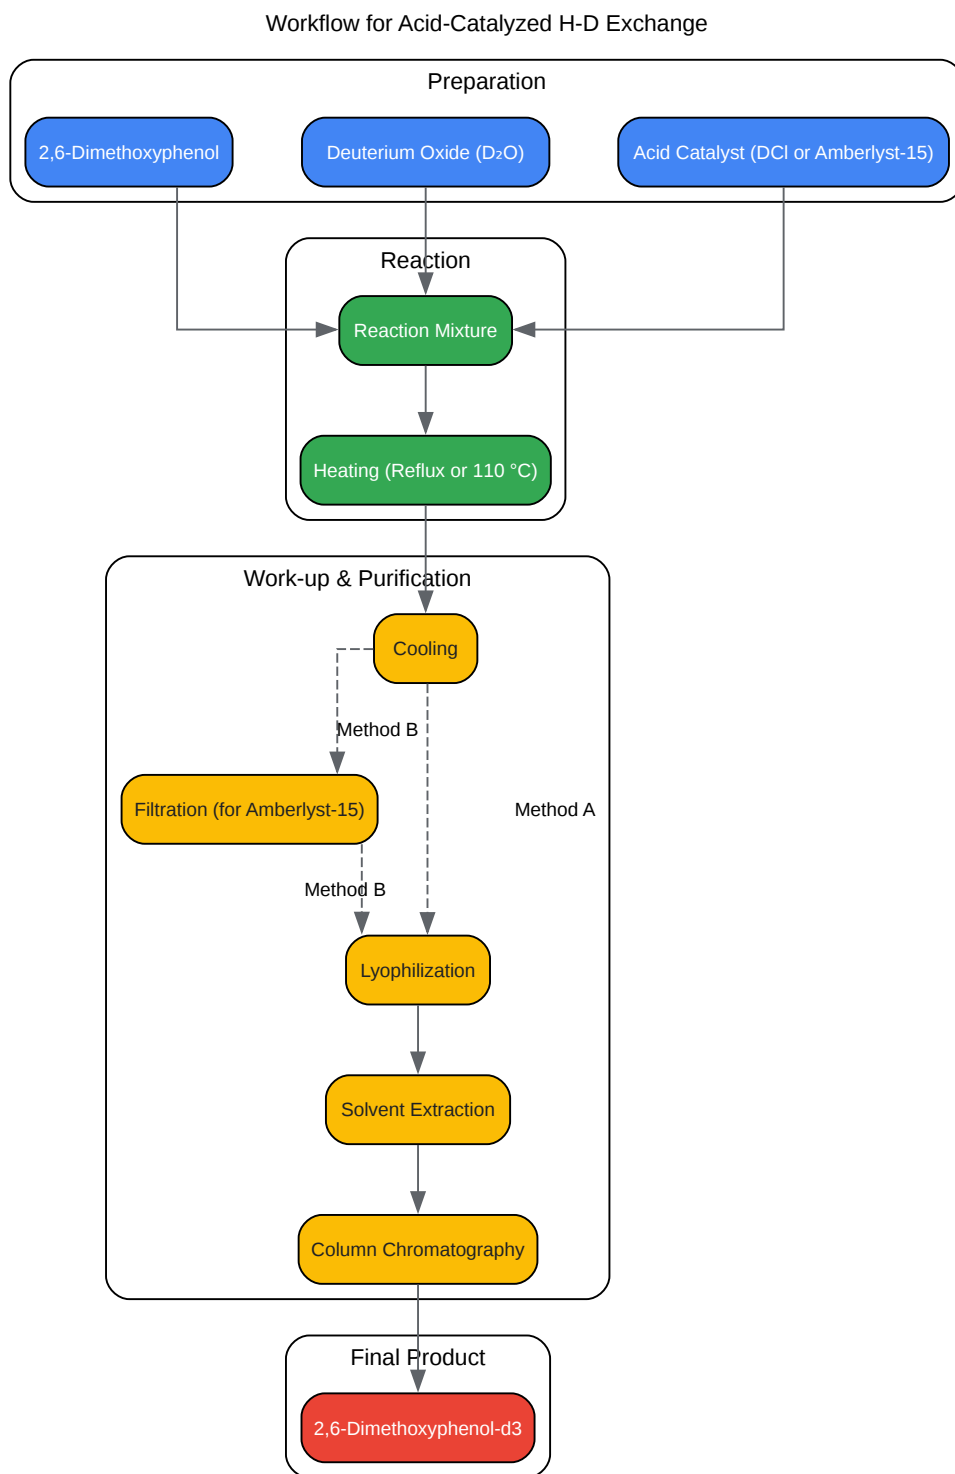 Workflow for Acid-Catalyzed H-D Exchange
Preparation
2,6-Dimethoxyphenol
Deuterium Oxide (D₂O)
Acid Catalyst (DCl or Amberlyst-15)
Reaction
Reaction Mixture
Heating (Reflux or 110 °C)
Work-up & Purification
Cooling
Method B
Filtration (for Amberlyst-15)
Method A
Method B
Lyophilization
Solvent Extraction
Column Chromatography
Final Product
2,6-Dimethoxyphenol-d3